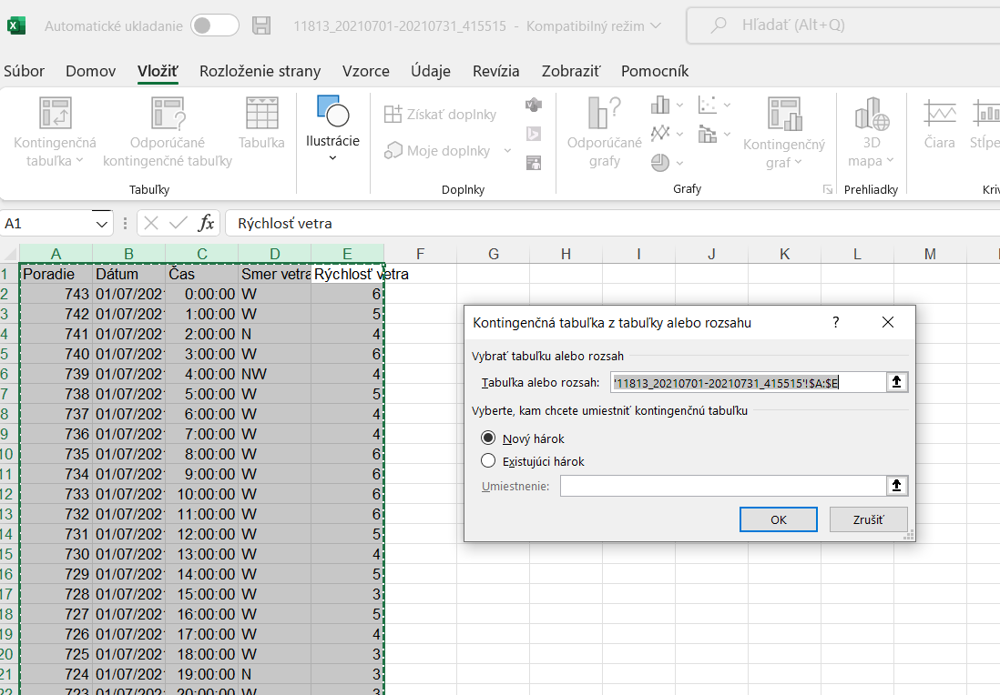 Automatické ukladanie 11813_20210701-20210731_415515 - Kompatibilný režim Hľadať (Alt+Q)
Súbor Domov Vložiť Rozloženie strany Vzorce Údaje Revízia Zobraziť Pomocník
Kontingenčná tabuľka
Odporúčané kontingenčné tabuľky
Tabuľka
Tabuľky
Ilustrácie
Získať doplnky
Moje doplnky
Doplnky
Odporúčané grafy
Kontingenčný graf
Grafy
3D mapa
Prehliadky
Čiara
A1 fx Rýchlosť vetra
A B C D E F G H I J K L M
1 Poradie Dátum Čas Smer vetra Rýchlosť vetra
2 743 01/07/202 0:00:00 W 6
3 742 01/07/202 1:00:00 W 5
4 741 01/07/202 2:00:00 N 4
5 740 01/07/202 3:00:00 W 6
6 739 01/07/202 4:00:00 NW 4
7 738 01/07/202 5:00:00 W 4
8 737 01/07/202 6:00:00 W 4
9 736 01/07/202 7:00:00 W 4
10 735 01/07/202 8:00:00 W 6
11 734 01/07/202 9:00:00 W 6
12 733 01/07/202 10:00:00 W 6
13 732 01/07/202 11:00:00 W 6
14 731 01/07/202 12:00:00 W 5
15 730 01/07/202 13:00:00 W 4
16 729 01/07/202 14:00:00 W 5
17 728 01/07/202 15:00:00 W 3
18 727 01/07/202 16:00:00 W 5
19 726 01/07/202 17:00:00 W 4
20 725 01/07/202 18:00:00 W 3
21 724 01/07/202 19:00:00 N 3
22 723 01/07/202 20:00:00 W 3
Kontingenčná tabuľka z tabuľky alebo rozsahu ?
Vybrať tabuľku alebo rozsah
Tabuľka alebo rozsah: '11813_20210701-20210731_415515'!$A:$E
Vyberte, kam chcete umiestniť kontingenčnú tabuľku
Nový hárok
Existujúci hárok
Umiestnenie:
OK Zrušiť